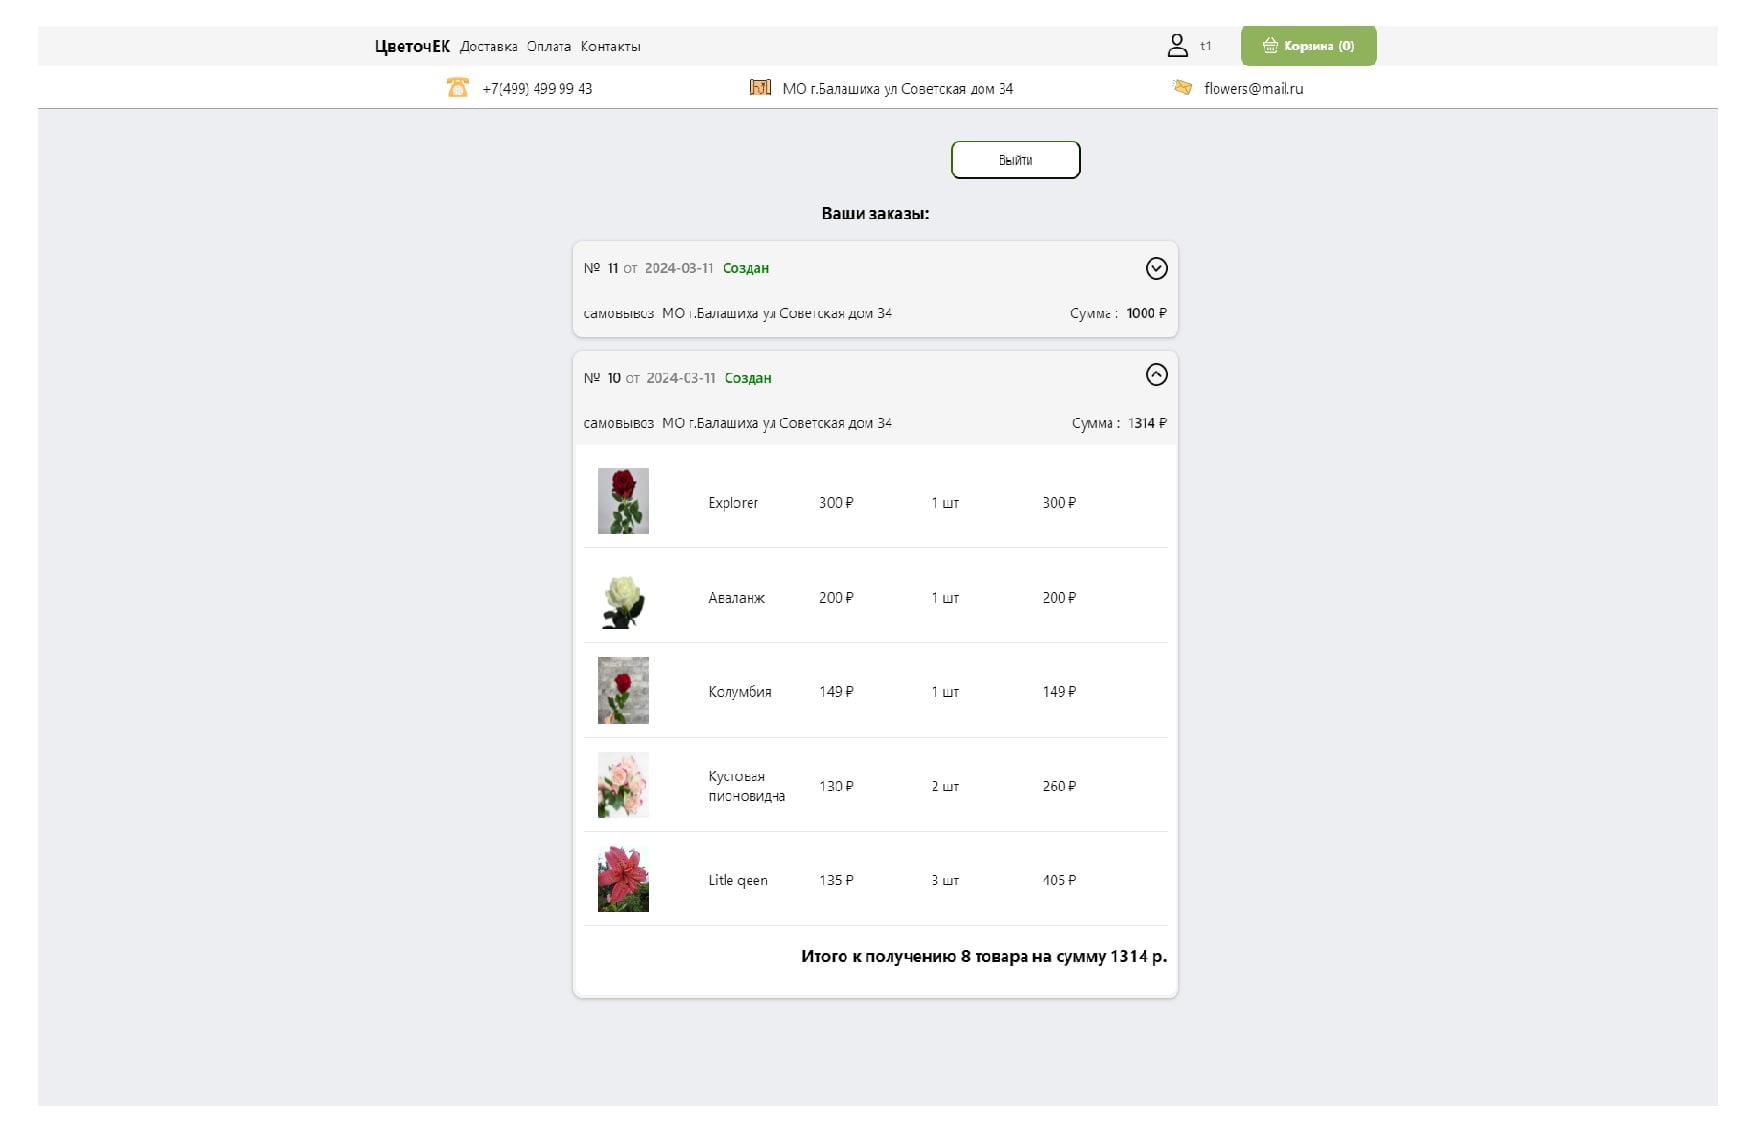 ЦветочЕК Доставка Оплата Контакты t1 Корзина (0)
+7(499) 499 99 43 МО г.Балашиха ул Советская дом 34 flowers@mail.ru
Выйти
Ваши заказы:
№ 11 от 2024-03-11 Создан
самовывоз МО г.Балашиха ул Советская дом 34 Сумма : 1000 ₽
№ 10 от 2024-03-11 Создан
самовывоз МО г.Балашиха ул Советская дом 34 Сумма : 1314 ₽
Explorer 300 ₽ 1 шт 300 ₽
Аваланж 200 ₽ 1 шт 200 ₽
Колумбия 149 ₽ 1 шт 149 ₽
Кустовая
пионовидна 130 ₽ 2 шт 260 ₽
Litle qeen 135 ₽ 3 шт 405 ₽
Итого к получению 8 товара на сумму 1314 р.